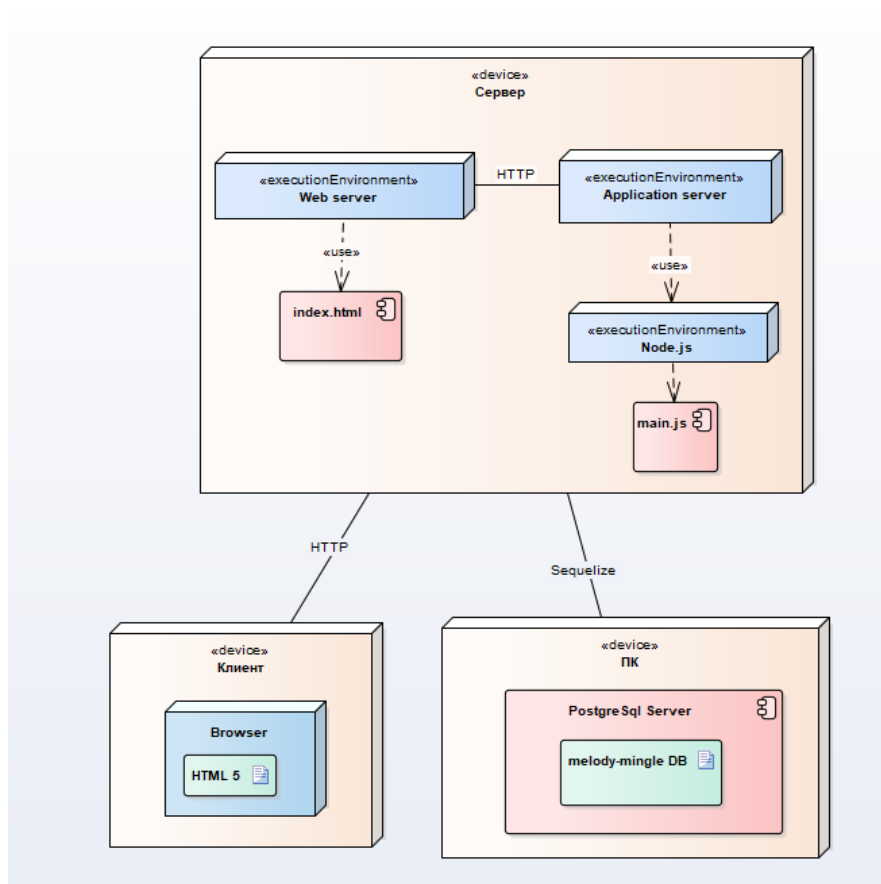 «device»
Сервер
«executionEnvironment»
Web server
HTTP
«executionEnvironment»
Application server
«use»
«use»
index.html
«executionEnvironment»
Node.js
main.js
HTTP
Sequelize
«device»
Клиент
Browser
HTML 5
«device»
ПК
PostgreSql Server
melody-mingle DB